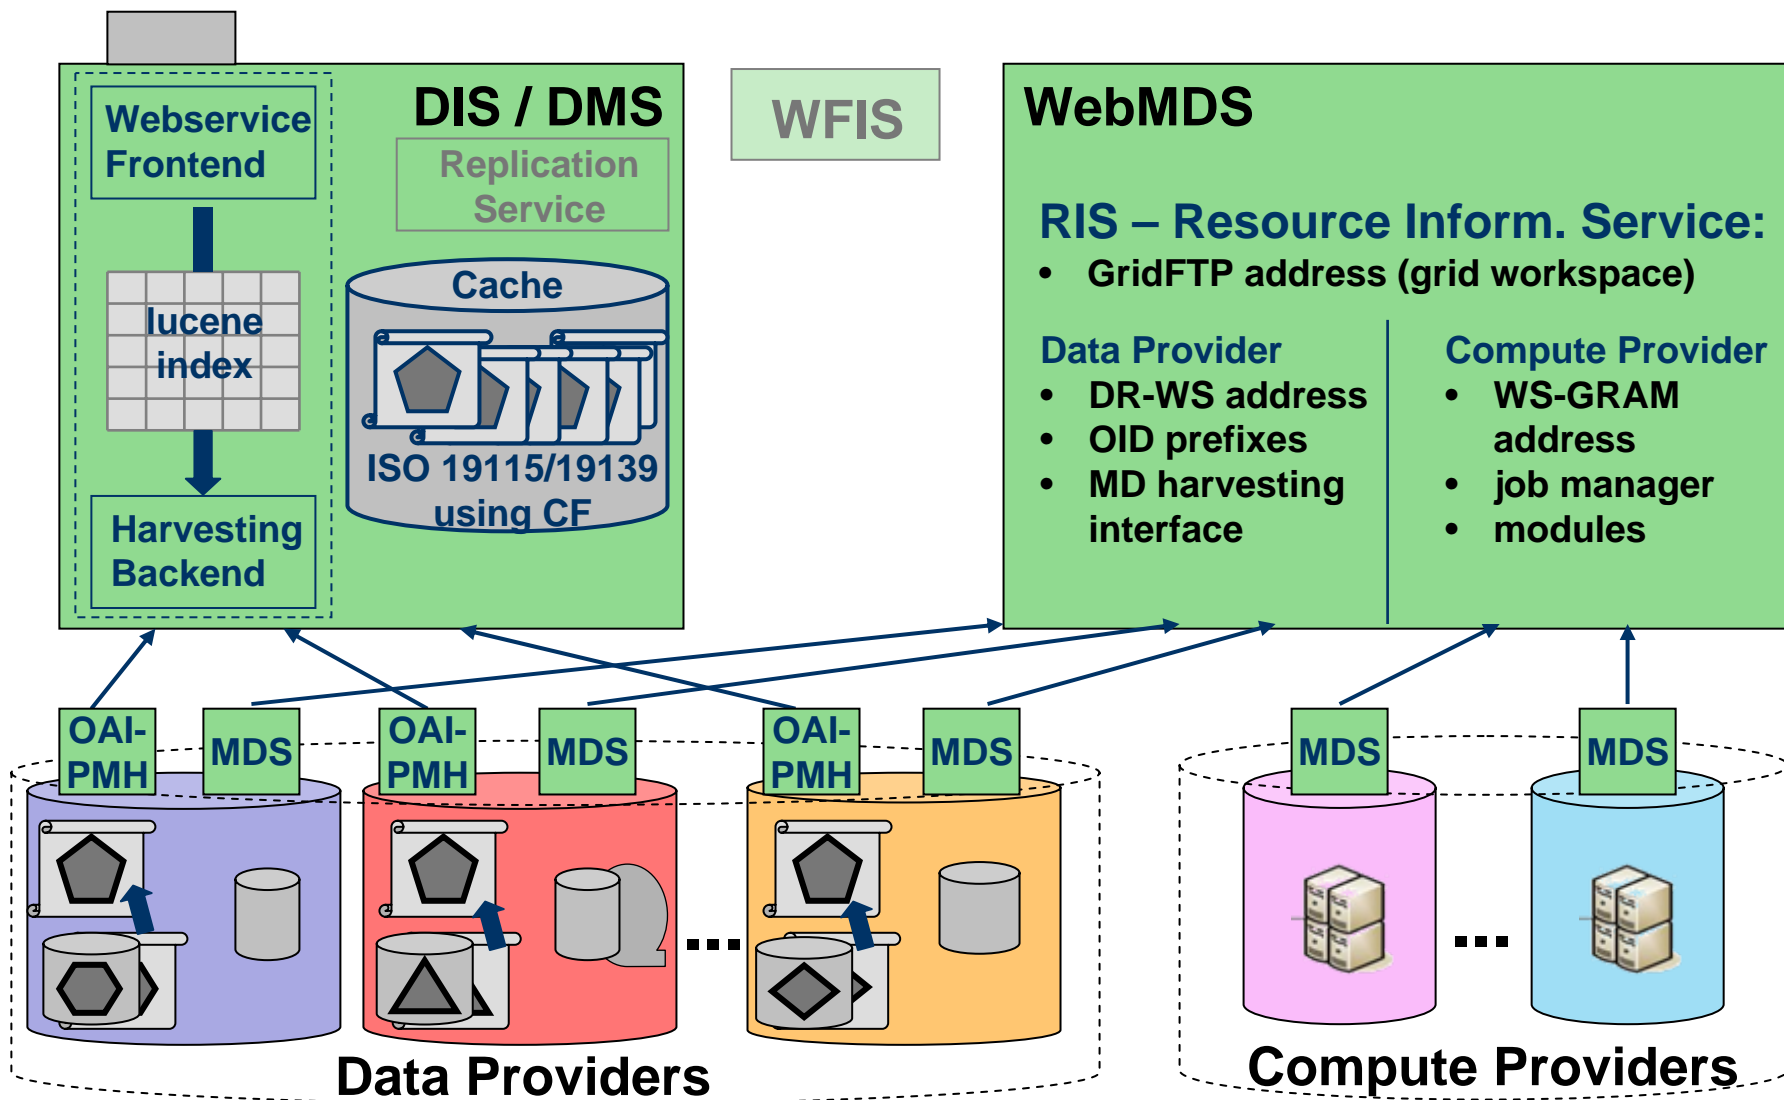 DIS / DMS
Webservice
Frontend
Replication
Service
lucene
index
Cache
ISO 19115/19139
using CF
Harvesting
Backend
WFIS
WebMDS
RIS – Resource Inform. Service:
• GridFTP address (grid workspace)
Data Provider
• DR-WS address
• OID prefixes
• MD harvesting
interface
Compute Provider
• WS-GRAM
address
• job manager
• modules
OAI-
PMH
MDS
OAI-
PMH
MDS
OAI-
PMH
MDS
MDS
MDS
...
...
Data Providers
Compute Providers